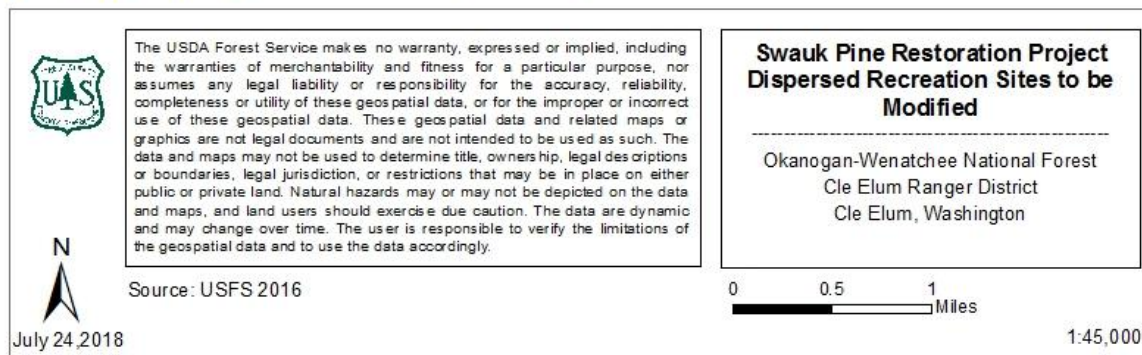 The USDA Forest Service makes no warranty, expressed or implied, including
the warranties of merchantability and fitness for a particular purpose, nor
assumes any legal liability or responsibility for the accuracy, reliability,
completeness or utility of these geospatial data, or for the improper or incorrect
use of these geospatial data. These geospatial data and related maps or
graphics are not legal documents and are not intended to be used as such. The
data and maps may not be used to determine title, ownership, legal descriptions
or boundaries, legal jurisdiction, or restrictions that may be in place on either
public or private land. Natural hazards may or may not be depicted on the data
and maps, and land users should exercise due caution. The data are dynamic
and may change over time. The user is responsible to verify the limitations of
the geospatial data and to use the data accordingly.
Swauk Pine Restoration Project
Dispersed Recreation Sites to be
Modified
Okanogan-Wenatchee National Forest
Cle Elum Ranger District
Cle Elum, Washington
US
N
Source: USFS 2016
0 0.5 1
Miles
July 24,2018
1:45,000